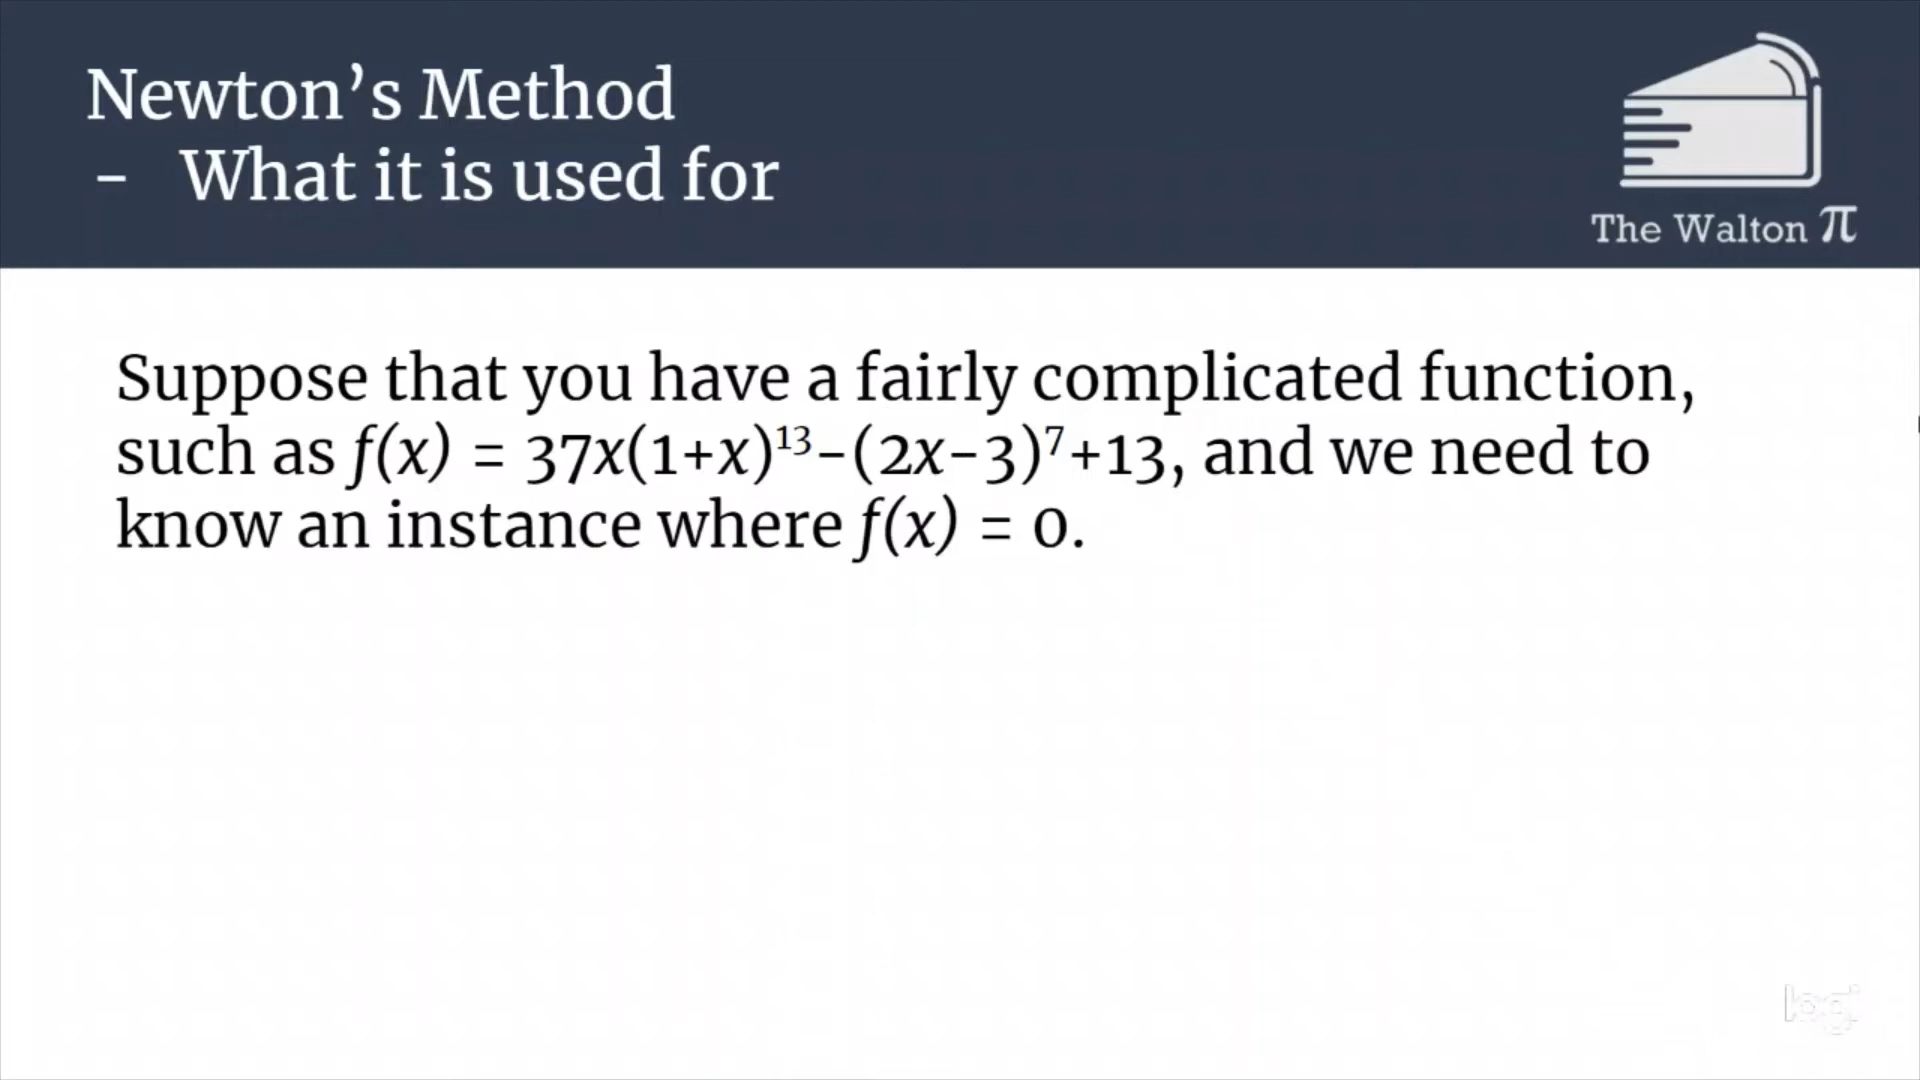 Newton’s Method
- What it is used for
The Walton π
Suppose that you have a fairly complicated function,
such as f(x) = 37x(1+x)¹³-(2x-3)⁷+13, and we need to
know an instance where f(x) = 0.